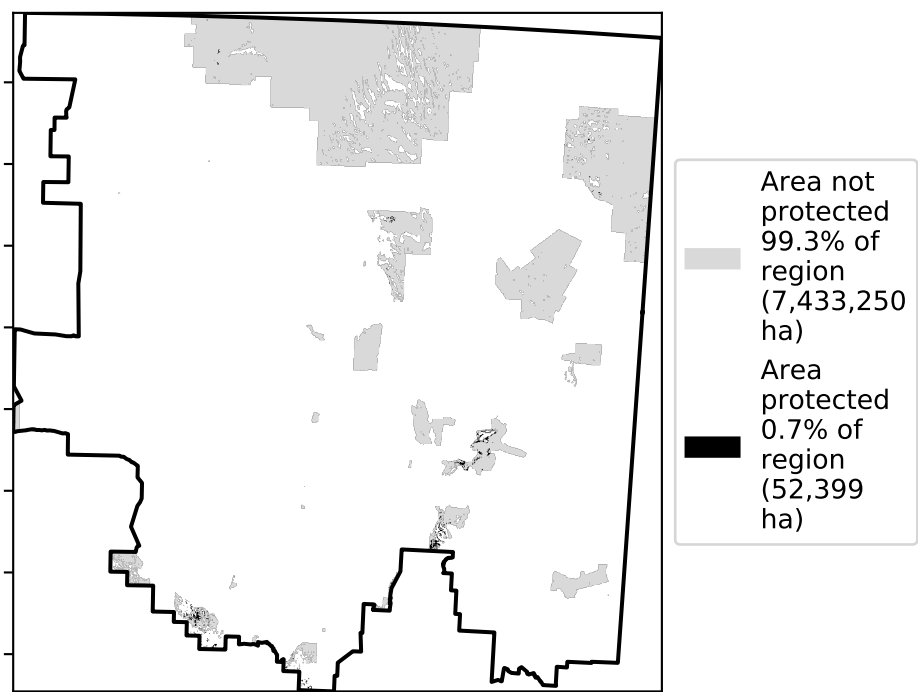 Area not
protected
99.3% of
region
(7,433,250
ha)
Area
protected
0.7% of
region
(52,399
ha)